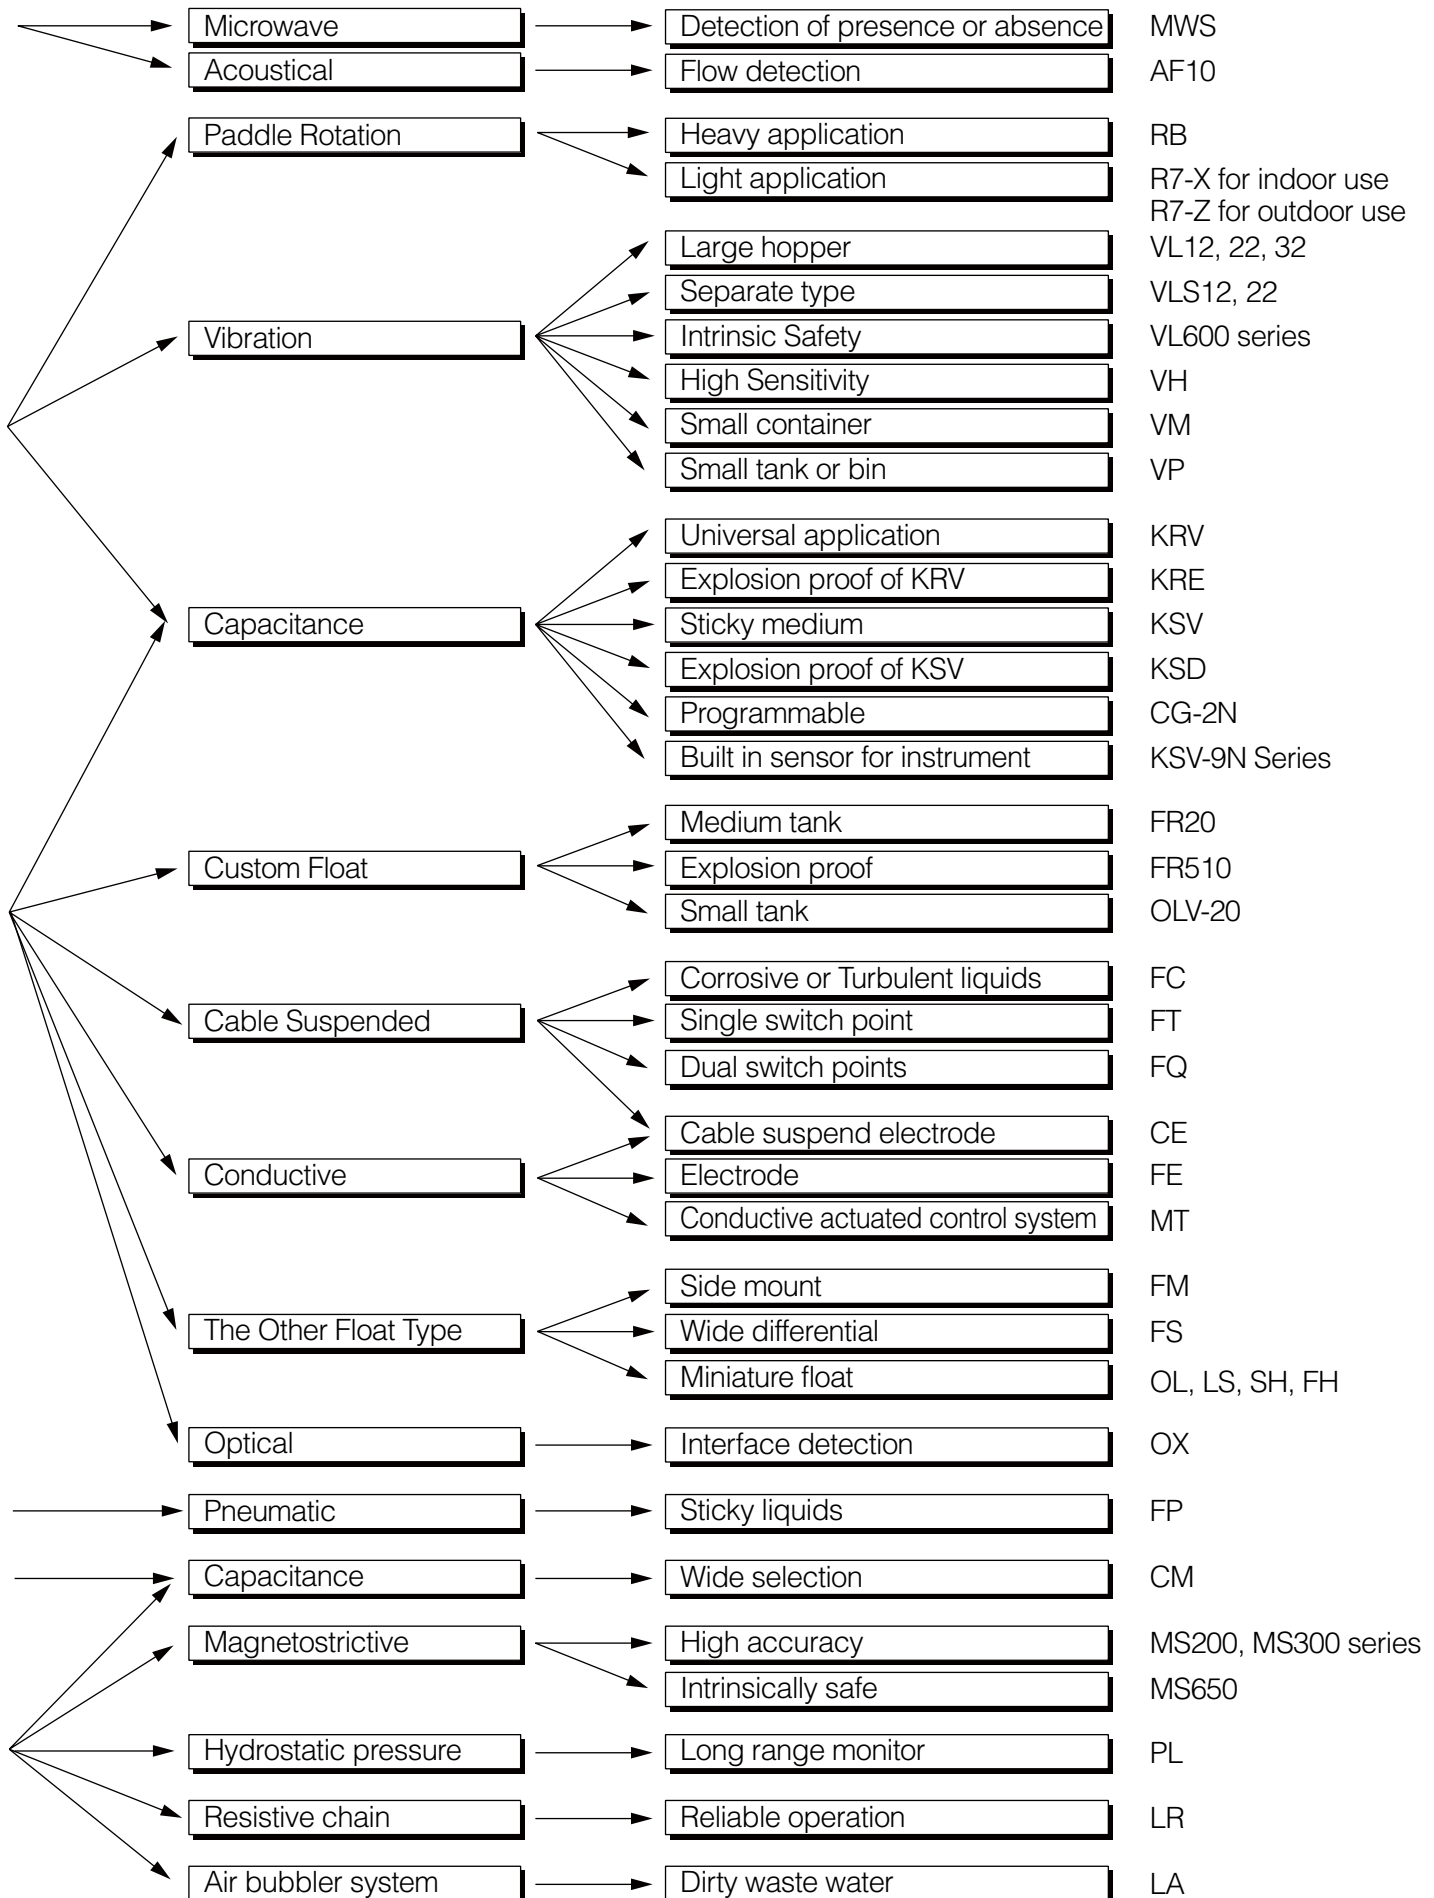 Microwave Detection of presence or absence MWS
Acoustical Flow detection AF10
Paddle Rotation Heavy application RB
Light application R7-X for indoor use
R7-Z for outdoor use
Large hopper VL12, 22, 32
Separate type VLS12, 22
Vibration Intrinsic Safety VL600 series
High Sensitivity VH
Small container VM
Small tank or bin VP
Universal application KRV
Explosion proof of KRV KRE
Capacitance Sticky medium KSV
Explosion proof of KSV KSD
Programmable CG-2N
Built in sensor for instrument KSV-9N Series
Medium tank FR20
Custom Float Explosion proof FR510
Small tank OLV-20
Corrosive or Turbulent liquids FC
Cable Suspended Single switch point FT
Dual switch points FQ
Cable suspend electrode CE
Conductive Electrode FE
Conductive actuated control system MT
Side mount FM
The Other Float Type Wide differential FS
Miniature float OL, LS, SH, FH
Optical Interface detection OX
Pneumatic Sticky liquids FP
Capacitance Wide selection CM
Magnetostrictive High accuracy MS200, MS300 series
Intrinsically safe MS650
Hydrostatic pressure Long range monitor PL
Resistive chain Reliable operation LR
Air bubbler system Dirty waste water LA